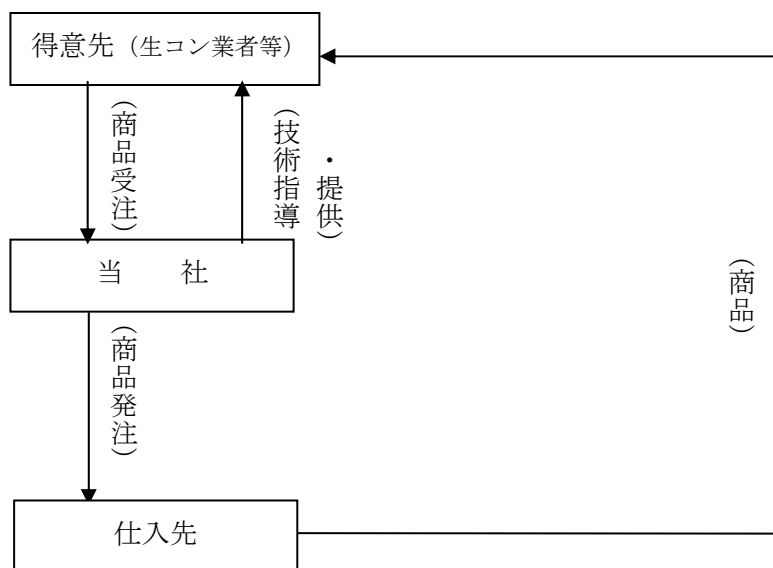 得意先（生コン業者等）
（商品受注）
（技術指導
・提供）
当　社
（商品）
（商品発注）
仕入先